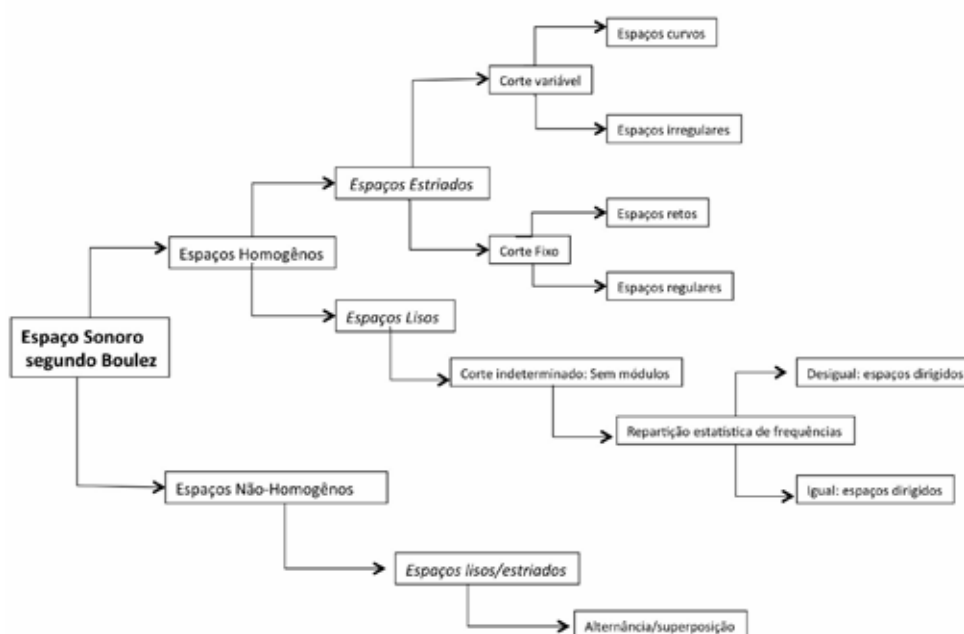 Espaços curvos
Corte variável
Espaços irregulares
Espaços Estriados
Espaços retos
Espaços Homogênos
Corte Fixo
Espaços regulares
Espaços Lisos
Espaço Sonoro
segundo Boulez
Corte indeterminado: Sem módulos
Desigual: espaços dirigidos
Repartição estatística de frequências
Espaços Não-Homogênos
Igual: espaços dirigidos
Espaços lisos/estriados
Alternância/superposição